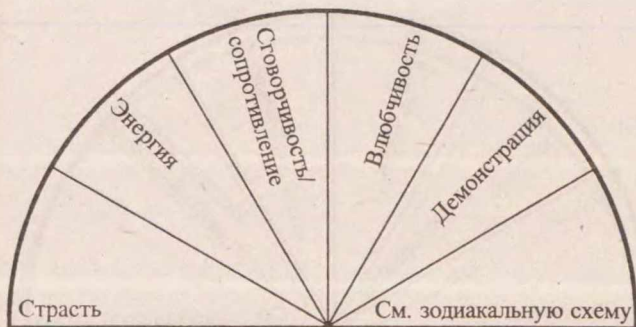 Страсть
Энергия
Сговорчивость/
сопротивление
Влюбчивость
Демонстрация
См. зодиакальную схему